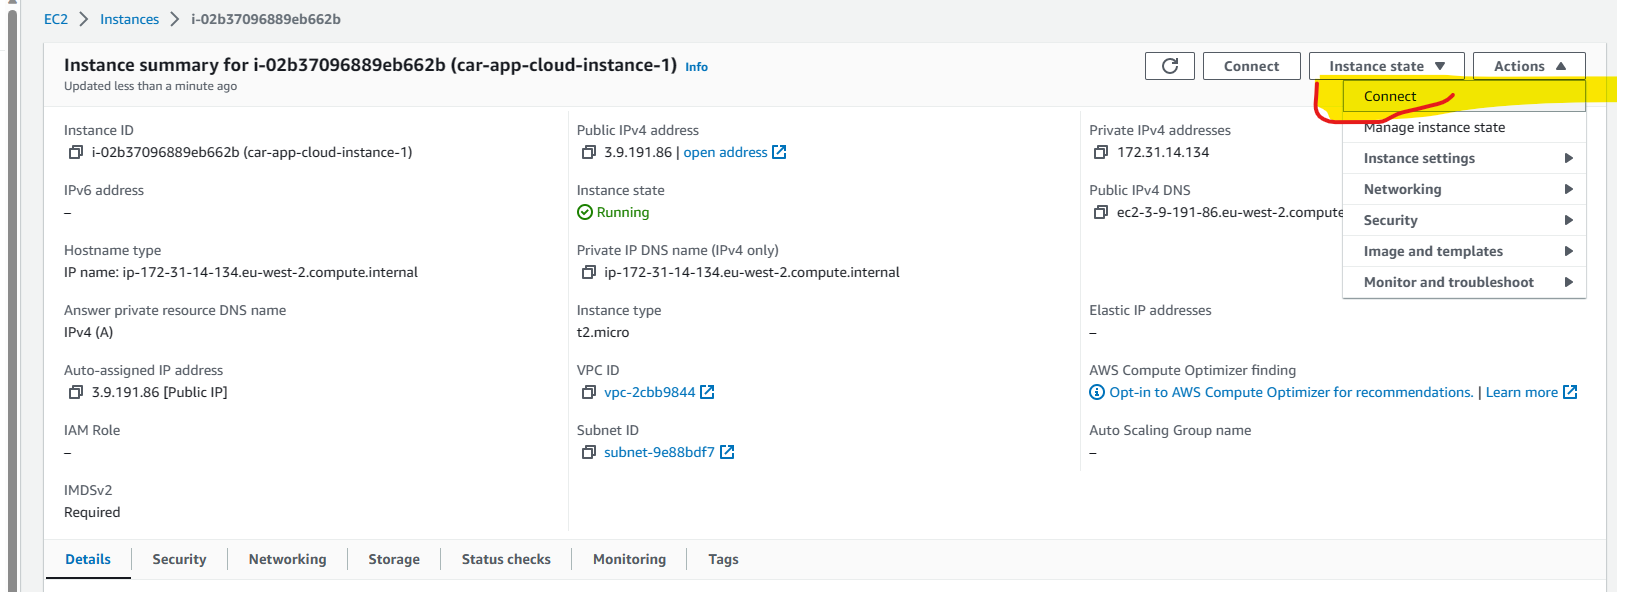 EC2 > Instances > i-02b37096889eb662b
Instance summary for i-02b37096889eb662b (car-app-cloud-instance-1) Info
Updated less than a minute ago
Connect
Instance state
Actions
Connect
Manage instance state
Instance settings
Networking
Security
Image and templates
Monitor and troubleshoot
Instance ID
i-02b37096889eb662b (car-app-cloud-instance-1)
Public IPv4 address
3.9.191.86 | open address
Private IPv4 addresses
172.31.14.134
IPv6 address
–
Instance state
Running
Public IPv4 DNS
ec2-3-9-191-86.eu-west-2.compute
Hostname type
IP name: ip-172-31-14-134.eu-west-2.compute.internal
Private IP DNS name (IPv4 only)
ip-172-31-14-134.eu-west-2.compute.internal
Answer private resource DNS name
IPv4 (A)
Instance type
t2.micro
Elastic IP addresses
–
Auto-assigned IP address
3.9.191.86 [Public IP]
VPC ID
vpc-2cbb9844
AWS Compute Optimizer finding
Opt-in to AWS Compute Optimizer for recommendations. | Learn more
IAM Role
–
Subnet ID
subnet-9e88bdf7
Auto Scaling Group name
–
IMDSv2
Required
Details
Security
Networking
Storage
Status checks
Monitoring
Tags